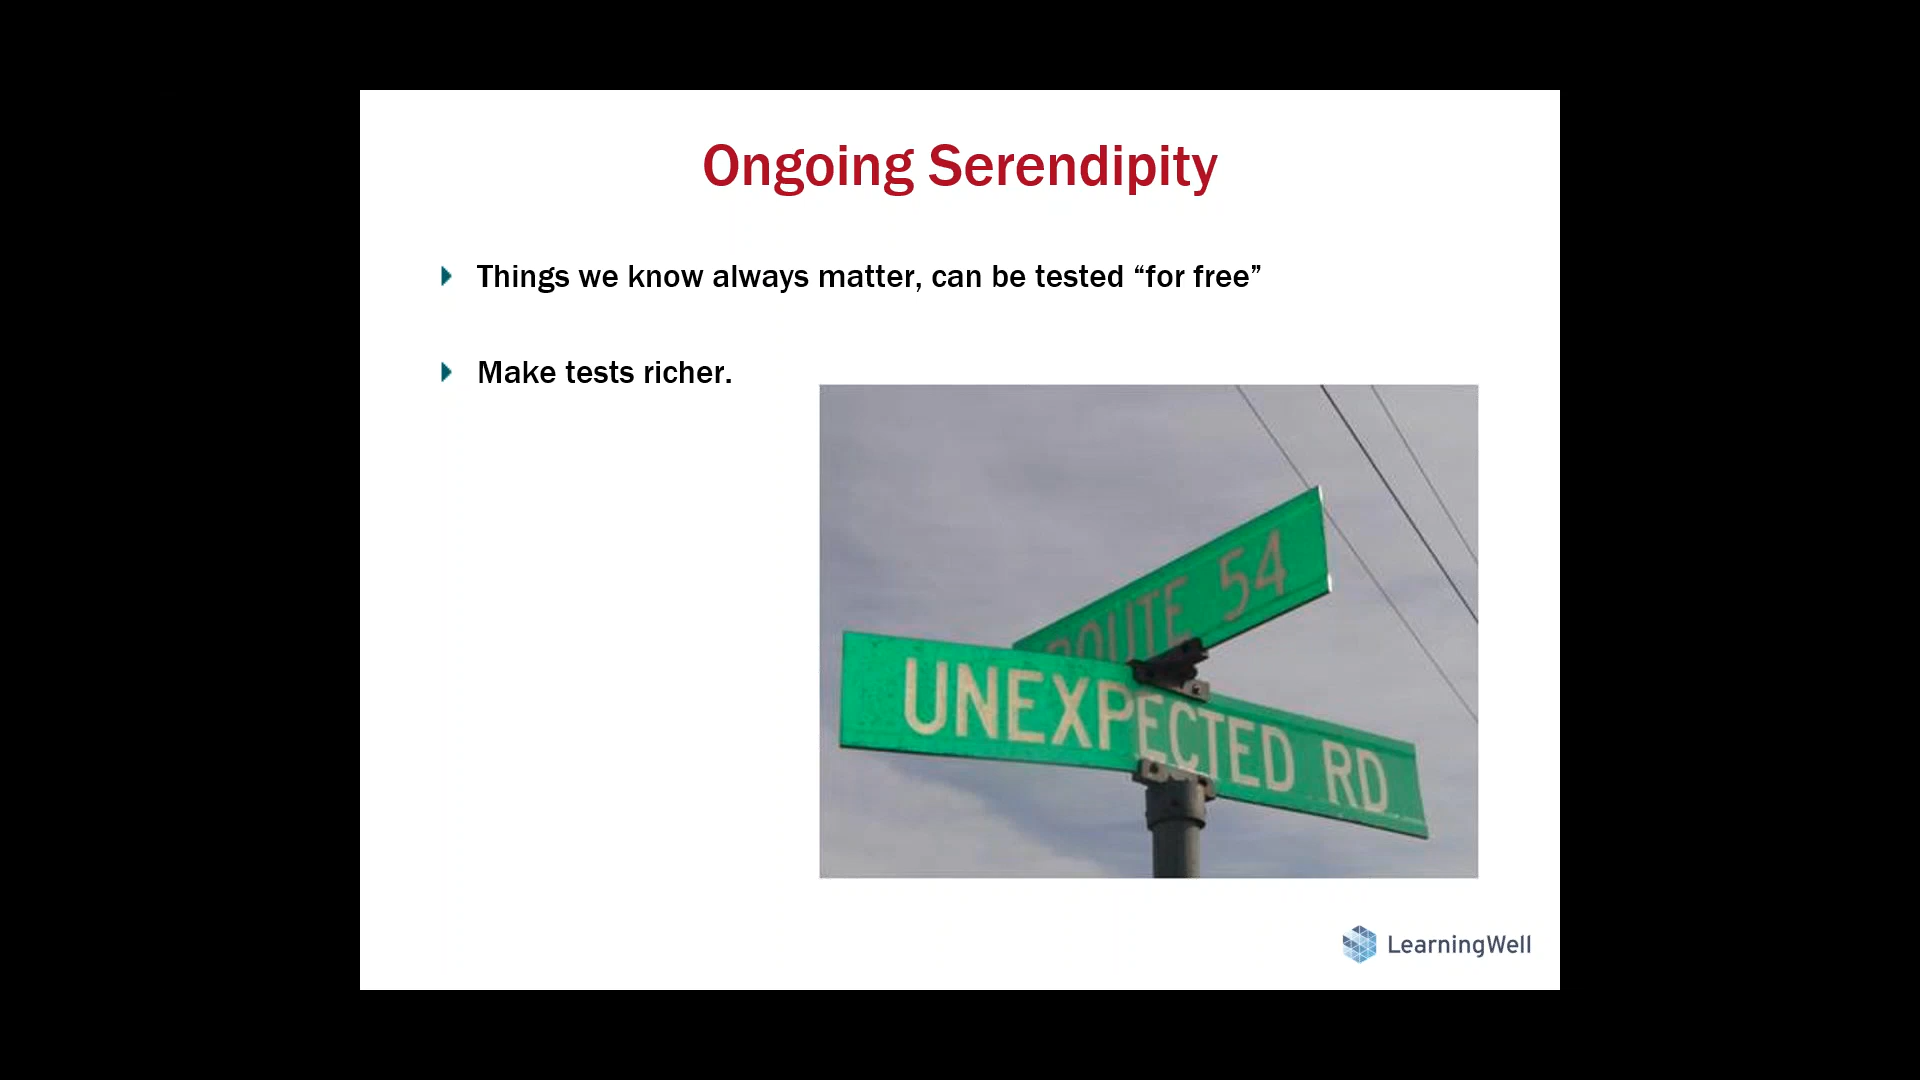 Ongoing Serendipity
Things we know always matter, can be tested “for free”
Make tests richer.
ROUTE 54
UNEXPECTED RD
LearningWell